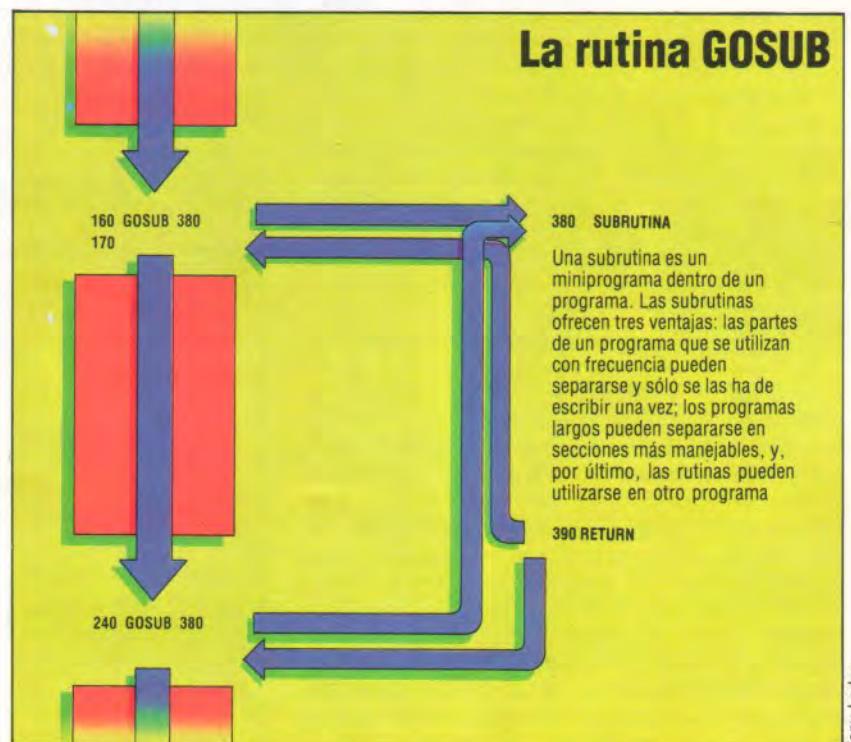 La rutina GOSUB
160 GOSUB 380
170
380 SUBRUTINA
Una subrutina es un
miniprograma dentro de un
programa. Las subrutinas
ofrecen tres ventajas: las partes
de un programa que se utilizan
con frecuencia pueden
separarse y sólo se las ha de
escribir una vez; los programas
largos pueden separarse en
secciones más manejables, y,
por último, las rutinas pueden
utilizarse en otro programa
390 RETURN
240 GOSUB 380